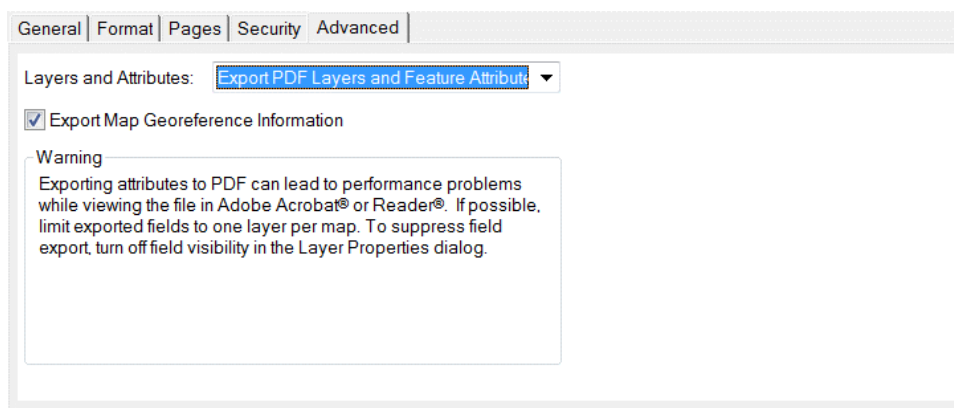 General Format Pages Security Advanced
Layers and Attributes: Export PDF Layers and Feature Attribute
Export Map Georeference Information
Warning
Exporting attributes to PDF can lead to performance problems
while viewing the file in Adobe Acrobat® or Reader®. If possible,
limit exported fields to one layer per map. To suppress field
export, turn off field visibility in the Layer Properties dialog.